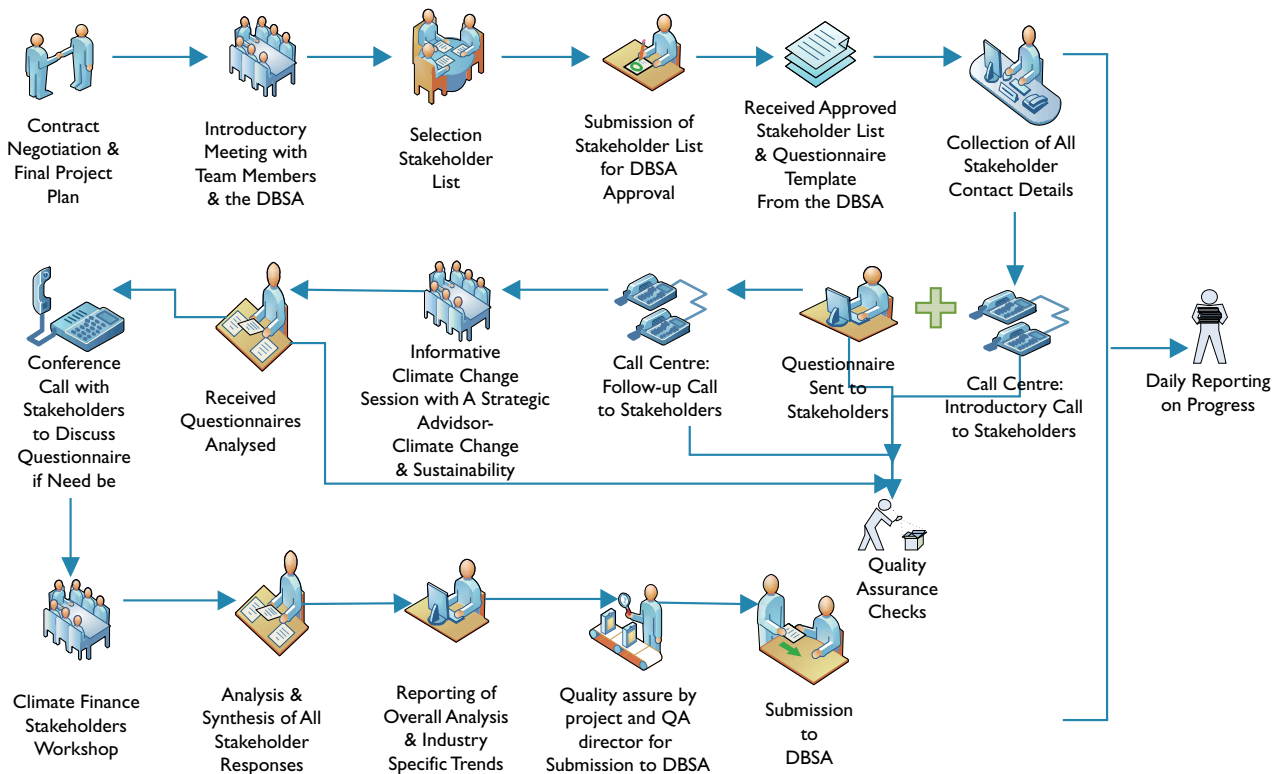 Contract
Negotiation &
Final Project
Plan
Introductory
Meeting with
Team Members
& the DBSA
Selection
Stakeholder
List
Submission of
Stakeholder List
for DBSA
Approval
Received Approved
Stakeholder List
& Questionnaire
Template
From the DBSA
Collection of All
Stakeholder
Contact Details
Call Centre:
Introductory Call
to Stakeholders
Questionnaire
Sent to
Stakeholders
Call Centre:
Follow-up Call
to Stakeholders
Informative
Climate Change
Session with A Strategic
Advidsor-
Climate Change
& Sustainability
Received
Questionnaires
Analysed
Conference
Call with
Stakeholders
to Discuss
Questionnaire
if Need be
Daily Reporting
on Progress
Quality
Assurance
Checks
Climate Finance
Stakeholders
Workshop
Analysis &
Synthesis of All
Stakeholder
Responses
Reporting of
Overall Analysis
& Industry
Specific Trends
Quality assure by
project and QA
director for
Submission to DBSA
Submission
to
DBSA